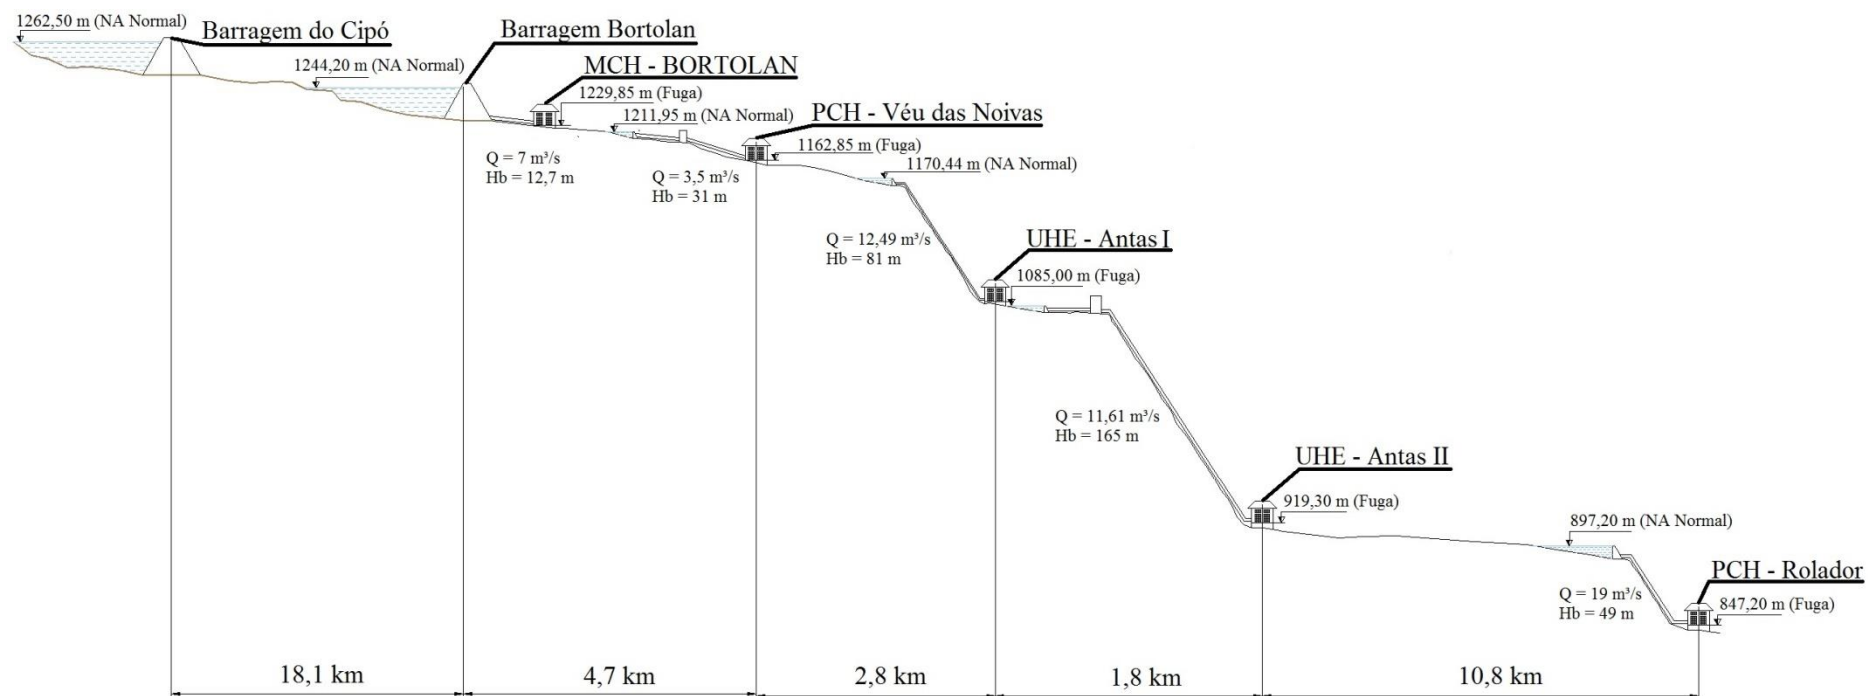 1262,50 m (NA Normal)
Barragem do Cipó
Barragem Bortolan
1244,20 m (NA Normal)
MCH - BORTOLAN
1229,85 m (Fuga)
1211,95 m (NA Normal)
PCH - Véu das Noivas
1162,85 m (Fuga)
1170,44 m (NA Normal)
Q = 7 m³/s
Hb = 12,7 m
Q = 3,5 m³/s
Hb = 31 m
Q = 12,49 m³/s
Hb = 81 m
UHE - Antas I
1085,00 m (Fuga)
Q = 11,61 m³/s
Hb = 165 m
UHE - Antas II
919,30 m (Fuga)
897,20 m (NA Normal)
PCH - Rolador
Q = 19 m³/s
Hb = 49 m
847,20 m (Fuga)
18,1 km
4,7 km
2,8 km
1,8 km
10,8 km